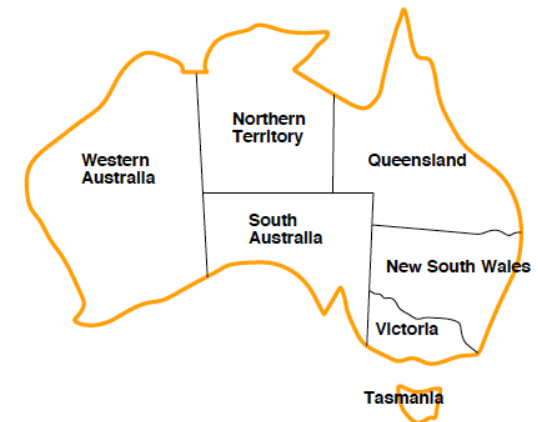 Northern
Territory
Western
Australia
Queensland
South
Australia
New South Wales
Victoria
Tasmania